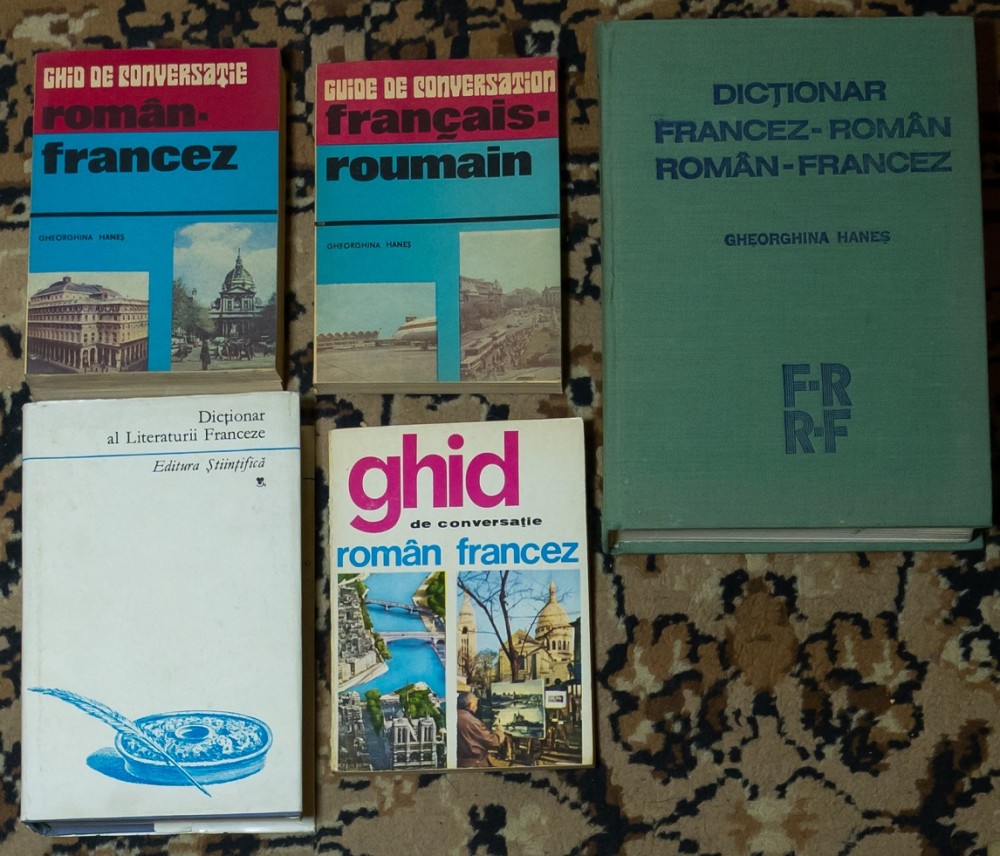 GHID DE CONVERSAȚIE
român-
francez
GHEORGHINA HANEȘ
GUIDE DE CONVERSATION
français-
roumain
GHEORGHINA HANEȘ
DICȚIONAR
FRANCEZ-ROMÂN
ROMÂN-FRANCEZ
GHEORGHINA HANEȘ
F-R
R-F
Dicționar
al Literaturii Franceze
Editura Științifică
ghid
de conversație
român francez